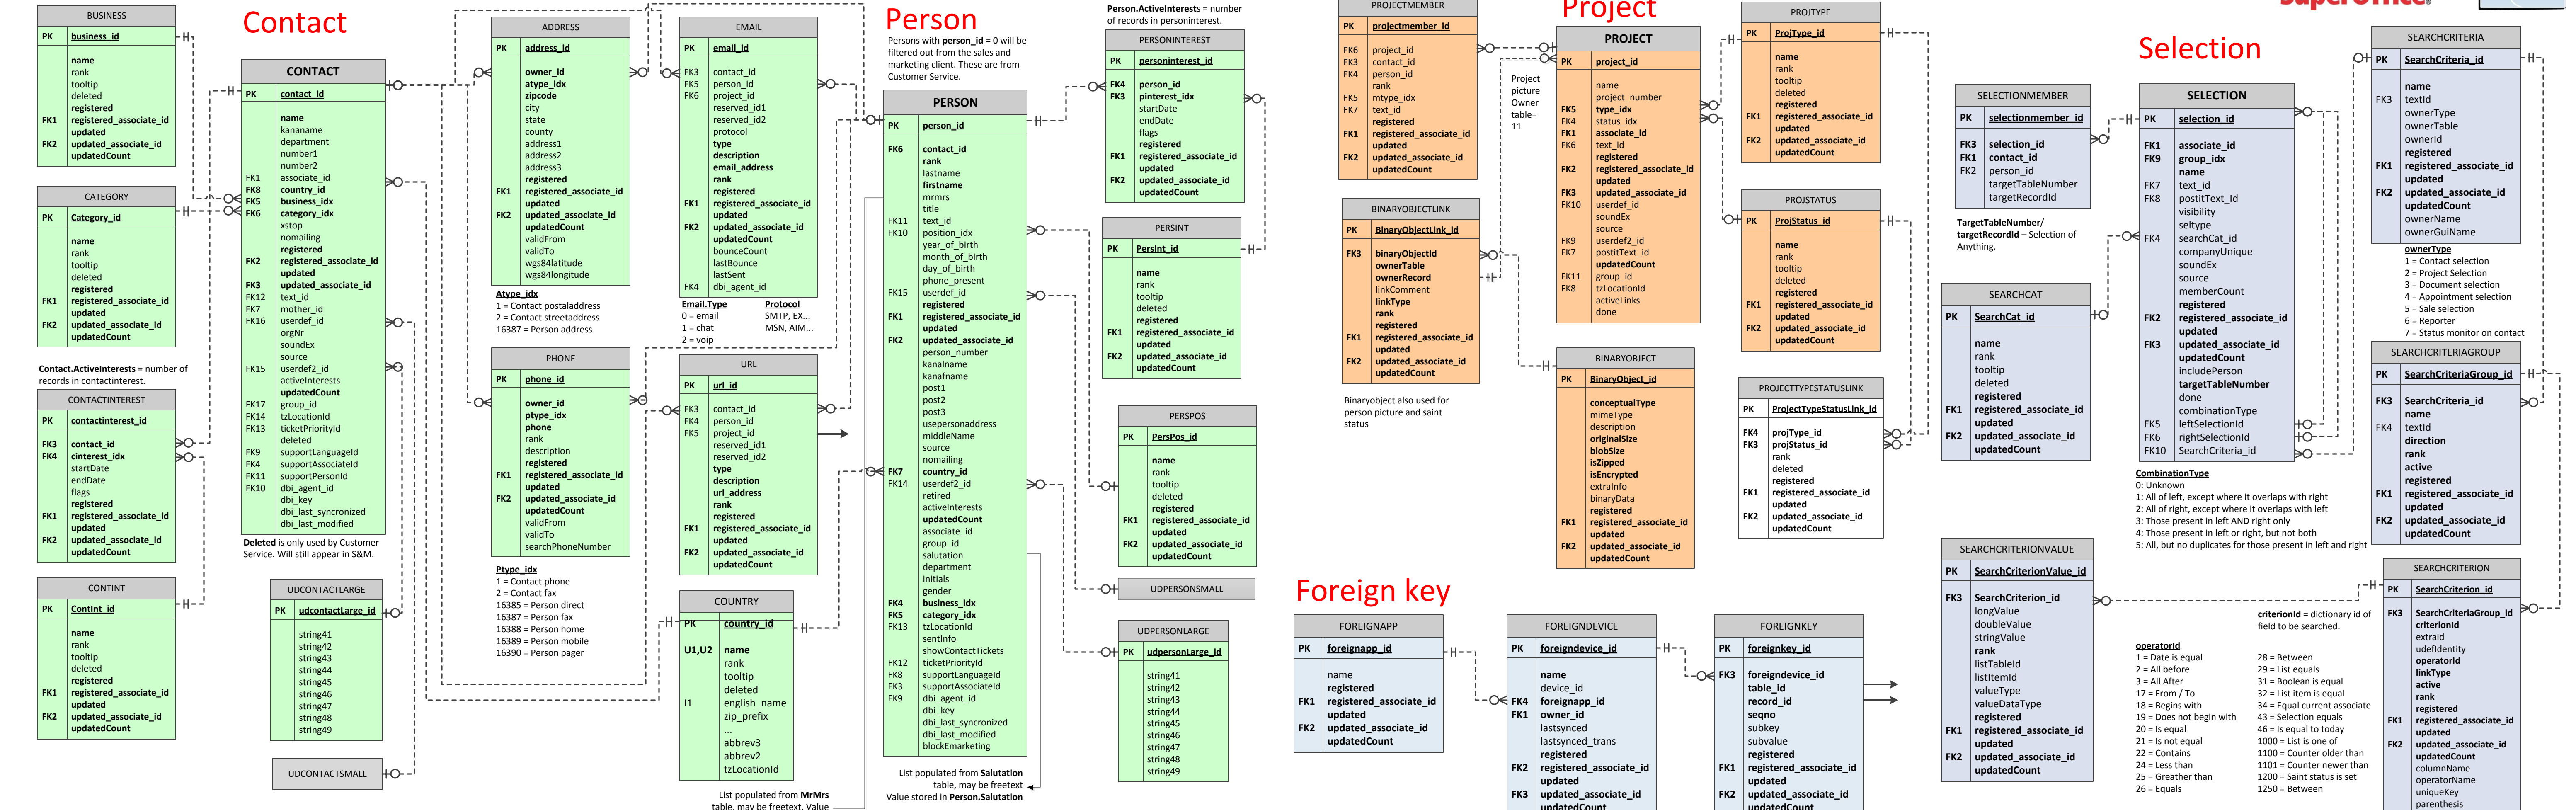 Contact
BUSINESS
PK business_id
name
rank
tooltip
deleted
registered
FK1 registered_associate_id
updated
FK2 updated_associate_id
updatedCount
CATEGORY
PK Category_id
name
rank
tooltip
deleted
registered
FK1 registered_associate_id
updated
FK2 updated_associate_id
updatedCount
Contact.ActiveInterests = number of
records in contactinterest.
CONTACTINTEREST
PK contactinterest_id
FK3 contact_id
FK4 cinterest_idx
startDate
endDate
flags
registered
FK1 registered_associate_id
updated
FK2 updated_associate_id
updatedCount
CONTINT
PK ContInt_id
name
rank
tooltip
deleted
registered
FK1 registered_associate_id
updated
FK2 updated_associate_id
updatedCount
CONTACT
PK contact_id
name
kananame
department
number1
number2
FK1 associate_id
FK8 country_id
FK5 business_idx
FK6 category_idx
xstop
nomailing
registered
FK2 registered_associate_id
updated
FK3 updated_associate_id
FK12 text_id
FK7 mother_id
FK16 userdef_id
orgNr
soundEx
source
FK15 userdef2_id
activeInterests
updatedCount
FK17 group_id
FK14 tzLocationId
FK13 ticketPriorityId
deleted
FK9 supportLanguageId
FK4 supportAssociateId
FK11 supportPersonId
FK10 dbi_agent_id
dbi_key
dbi_last_syncronized
dbi_last_modified
Deleted is only used by Customer
Service. Will still appear in S&M.
UDCONTACTLARGE
PK udcontactLarge_id
string41
string42
string43
string44
string45
string46
string47
string48
string49
UDCONTACTSMALL
ADDRESS
PK address_id
owner_id
atype_idx
zipcode
city
state
county
address1
address2
address3
registered
FK1 registered_associate_id
updated
FK2 updated_associate_id
updatedCount
validFrom
validTo
wgs84latitude
wgs84longitude
Atype_idx
1 = Contact postaladdress
2 = Contact streetaddress
16387 = Person address
PHONE
PK phone_id
owner_id
ptype_idx
phone
rank
description
registered
FK1 registered_associate_id
updated
FK2 updated_associate_id
updatedCount
validFrom
validTo
searchPhoneNumber
Ptype_idx
1 = Contact phone
2 = Contact fax
16385 = Person direct
16387 = Person fax
16388 = Person home
16389 = Person mobile
16390 = Person pager
EMAIL
PK email_id
FK3 contact_id
FK5 person_id
FK6 project_id
reserved_id1
reserved_id2
protocol
type
description
email_address
rank
registered
FK1 registered_associate_id
updated
FK2 updated_associate_id
updatedCount
bounceCount
lastBounce
lastSent
FK4 dbi_agent_id
Email.Type Protocol
0 = email SMTP, EX...
1 = chat MSN, AIM...
2 = voip
URL
PK url_id
FK3 contact_id
FK4 person_id
FK5 project_id
reserved_id1
reserved_id2
type
description
url_address
rank
registered
FK1 registered_associate_id
updated
FK2 updated_associate_id
updatedCount
COUNTRY
PK country_id
U1,U2 name
rank
tooltip
deleted
I1 english_name
zip_prefix
...
abbrev3
abbrev2
tzLocationId
List populated from MrMrs
table, may be freetext. Value
Person
Persons with person_id = 0 will be
filtered out from the sales and
marketing client. These are from
Customer Service.
PERSON
PK person_id
FK6 contact_id
rank
lastname
firstname
mrmrs
title
FK11 text_id
FK10 position_idx
year_of_birth
month_of_birth
day_of_birth
phone_present
FK15 userdef_id
registered
FK1 registered_associate_id
updated
FK2 updated_associate_id
person_number
kanalname
kanafname
post1
post2
post3
usepersonaddress
middleName
source
nomailing
FK7 country_id
FK14 userdef2_id
retired
activeInterests
updatedCount
associate_id
group_id
salutation
department
initials
gender
FK4 business_idx
FK5 category_idx
FK13 tzLocationId
sentInfo
showContactTickets
FK12 ticketPriorityId
FK8 supportLanguageId
FK3 supportAssociateId
FK9 dbi_agent_id
dbi_key
dbi_last_syncronized
dbi_last_modified
blockEmarketing
List populated from Salutation
table, may be freetext
Value stored in Person.Salutation
Person.ActiveInterests = number
of records in personinterest.
PERSONINTEREST
PK personinterest_id
FK4 person_id
FK3 pinterest_idx
startDate
endDate
flags
registered
FK1 registered_associate_id
updated
FK2 updated_associate_id
updatedCount
PERSINT
PK PersInt_id
name
rank
tooltip
deleted
registered
FK1 registered_associate_id
updated
FK2 updated_associate_id
updatedCount
PERSPOS
PK PersPos_id
name
rank
tooltip
deleted
registered
FK1 registered_associate_id
updated
FK2 updated_associate_id
updatedCount
UDPERSONSMALL
UDPERSONLARGE
PK udpersonLarge_id
string41
string42
string43
string44
string45
string46
string47
string48
string49
Project
PROJECTMEMBER
PK projectmember_id
FK6 project_id
FK3 contact_id
FK4 person_id
rank
FK5 mtype_idx
FK7 text_id
registered
FK1 registered_associate_id
updated
FK2 updated_associate_id
updatedCount
BINARYOBJECTLINK
PK BinaryObjectLink_id
FK3 binaryObjectId
ownerTable
ownerRecord
linkComment
linkType
rank
registered
FK1 registered_associate_id
updated
FK2 updated_associate_id
updatedCount
Binaryobject also used for
person picture and saint
status
Project
picture
Owner
table=
11
PROJECT
PK project_id
name
project_number
FK5 type_idx
FK4 status_idx
FK1 associate_id
FK6 text_id
registered
FK2 registered_associate_id
updated
FK3 updated_associate_id
FK10 userdef_id
soundEx
source
FK9 userdef2_id
FK7 postitText_id
updatedCount
FK11 group_id
FK8 tzLocationId
activeLinks
done
BINARYOBJECT
PK BinaryObject_id
conceptualType
mimeType
description
originalSize
blobSize
isZipped
isEncrypted
extraInfo
binaryData
registered
FK1 registered_associate_id
updated
FK2 updated_associate_id
updatedCount
PROJTYPE
PK ProjType_id
name
rank
tooltip
deleted
registered
FK1 registered_associate_id
updated
FK2 updated_associate_id
updatedCount
PROJSTATUS
PK ProjStatus_id
name
rank
tooltip
deleted
registered
FK1 registered_associate_id
updated
FK2 updated_associate_id
updatedCount
PROJECTTYPESTATUSLINK
PK ProjectTypeStatusLink_id
FK4 projType_id
FK3 projStatus_id
rank
deleted
registered
FK1 registered_associate_id
updated
FK2 updated_associate_id
updatedCount
Foreign key
FOREIGNAPP
PK foreignapp_id
name
registered
FK1 registered_associate_id
updated
FK2 updated_associate_id
updatedCount
FOREIGNDEVICE
PK foreigndevice_id
name
device_id
FK4 foreignapp_id
FK1 owner_id
lastsynced
lastsynced_trans
registered
FK2 registered_associate_id
updated
FK3 updated_associate_id
updatedCount
FOREIGNKEY
PK foreignkey_id
FK3 foreigndevice_id
table_id
record_id
seqno
subkey
subvalue
registered
FK1 registered_associate_id
updated
FK2 updated_associate_id
updatedCount
SuperOffice®
Selection
SELECTIONMEMBER
PK selectionmember_id
FK3 selection_id
FK1 contact_id
FK2 person_id
targetTableNumber
targetRecordId
TargetTableNumber/
targetRecordId – Selection of
Anything.
SEARCHCAT
PK SearchCat_id
name
rank
tooltip
deleted
registered
FK1 registered_associate_id
updated
FK2 updated_associate_id
updatedCount
SEARCHCRITERIONVALUE
PK SearchCriterionValue_id
FK3 SearchCriterion_id
longValue
doubleValue
stringValue
rank
listTableId
listItemId
valueType
valueDataType
registered
FK1 registered_associate_id
updated
FK2 updated_associate_id
updatedCount
SELECTION
PK selection_id
FK1 associate_id
FK9 group_idx
name
FK7 text_id
FK8 postitText_Id
visibility
seltype
FK4 searchCat_id
companyUnique
soundEx
source
memberCount
registered
FK2 registered_associate_id
updated
FK3 updated_associate_id
updatedCount
includePerson
targetTableNumber
done
combinationType
FK5 leftSelectionId
FK6 rightSelectionId
FK10 SearchCriteria_id
CombinationType
0: Unknown
1: All of left, except where it overlaps with right
2: All of right, except where it overlaps with left
3: Those present in left AND right only
4: Those present in left or right, but not both
5: All, but no duplicates for those present in left and right
criterionId = dictionary id of
field to be searched.
operatorId
1 = Date is equal
2 = All before
3 = All After
17 = From / To
18 = Begins with
19 = Does not begin with
20 = Is equal
21 = Is not equal
22 = Contains
24 = Less than
25 = Greather than
26 = Equals
28 = Between
29 = List equals
31 = Boolean is equal
32 = List item is equal
34 = Equal current associate
43 = Selection equals
46 = Is equal to today
1000 = List is one of
1100 = Counter older than
1101 = Counter newer than
1200 = Saint status is set
1250 = Between
SEARCHCRITERIA
PK SearchCriteria_id
name
FK3 textId
ownerType
ownerTable
ownerId
registered
FK1 registered_associate_id
updated
FK2 updated_associate_id
updatedCount
ownerName
ownerGuiName
ownerType
1 = Contact selection
2 = Project Selection
3 = Document selection
4 = Appointment selection
5 = Sale selection
6 = Reporter
7 = Status monitor on contact
SEARCHCRITERIAGROUP
PK SearchCriteriaGroup_id
FK3 SearchCriteria_id
name
FK4 textId
direction
rank
active
registered
FK1 registered_associate_id
updated
FK2 updated_associate_id
updatedCount
SEARCHCRITERION
PK SearchCriterion_id
FK3 SearchCriteriaGroup_id
criterionId
extraId
udefIdentity
operatorId
linkType
active
rank
registered
FK1 registered_associate_id
updated
FK2 updated_associate_id
updatedCount
columnName
operatorName
uniqueKey
parenthesis